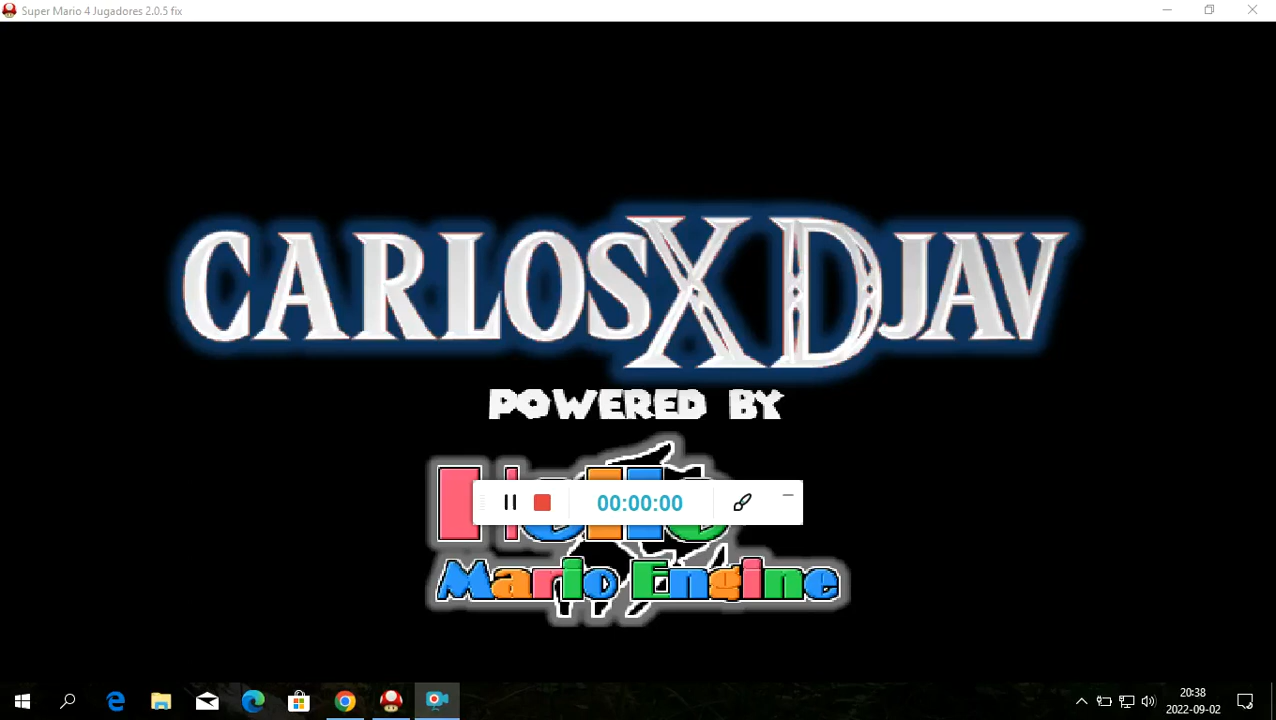 Super Mario 4 Jugadores 2.0.5 fix
CARLOSXDJAV
POWERED BY
00:00:00
Mario Engine
20:38
2022-09-02